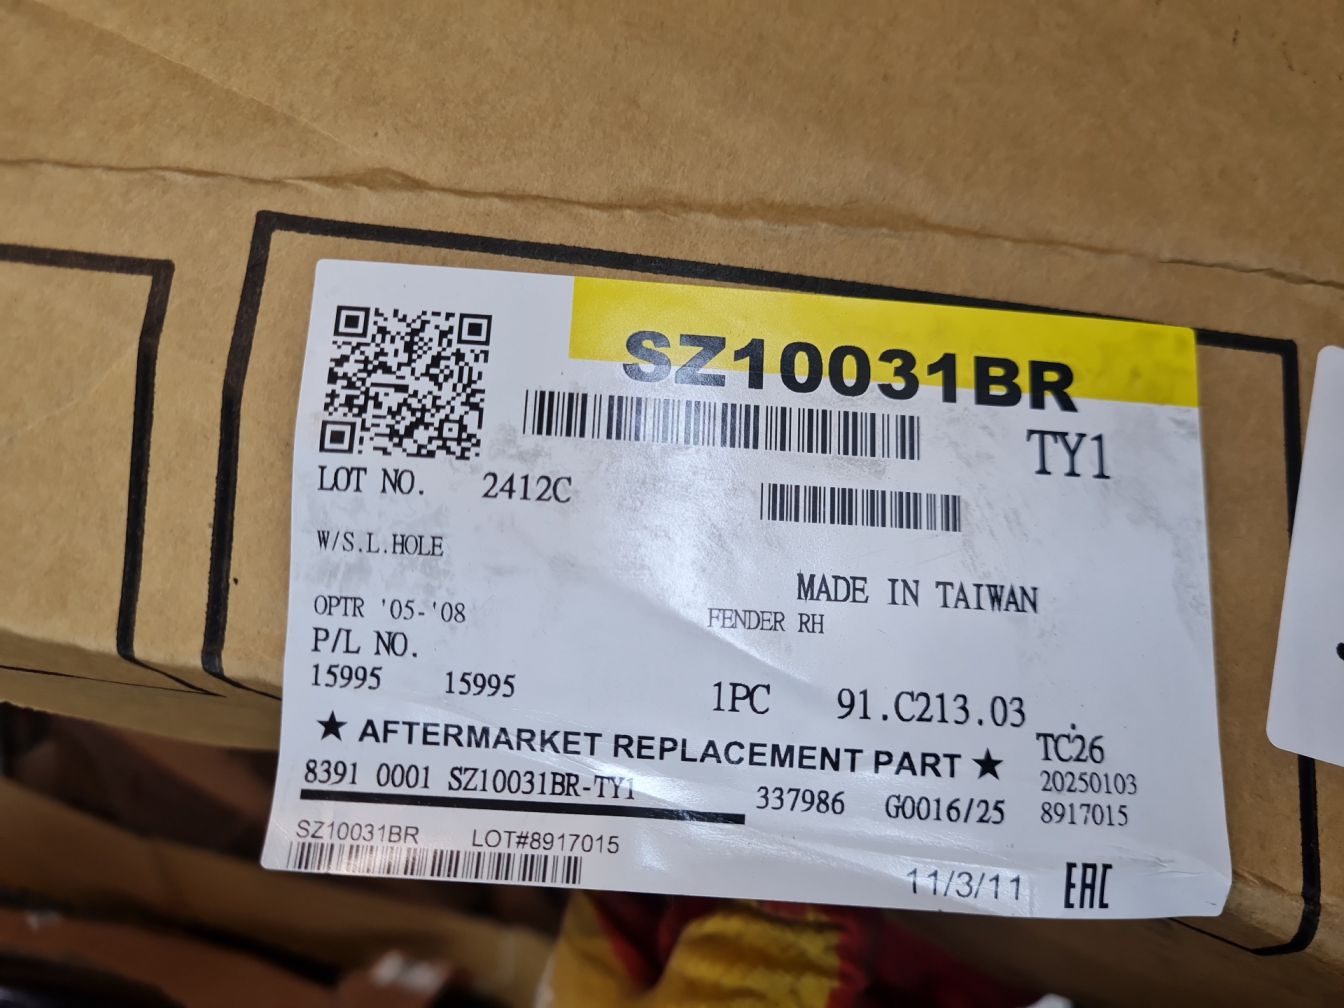 SZ10031BR
TY1
LOT NO. 2412C
W/S.L.HOLE
MADE IN TAIWAN
OPTR '05-'08
FENDER RH
P/L NO.
15995 15995
1PC 91.C213.03
★ AFTERMARKET REPLACEMENT PART ★
TC26
20250103
8391 0001 SZ10031BR-TY1
337986 G0016/25 8917015
SZ10031BR LOT#8917015
11/3/11 EAC